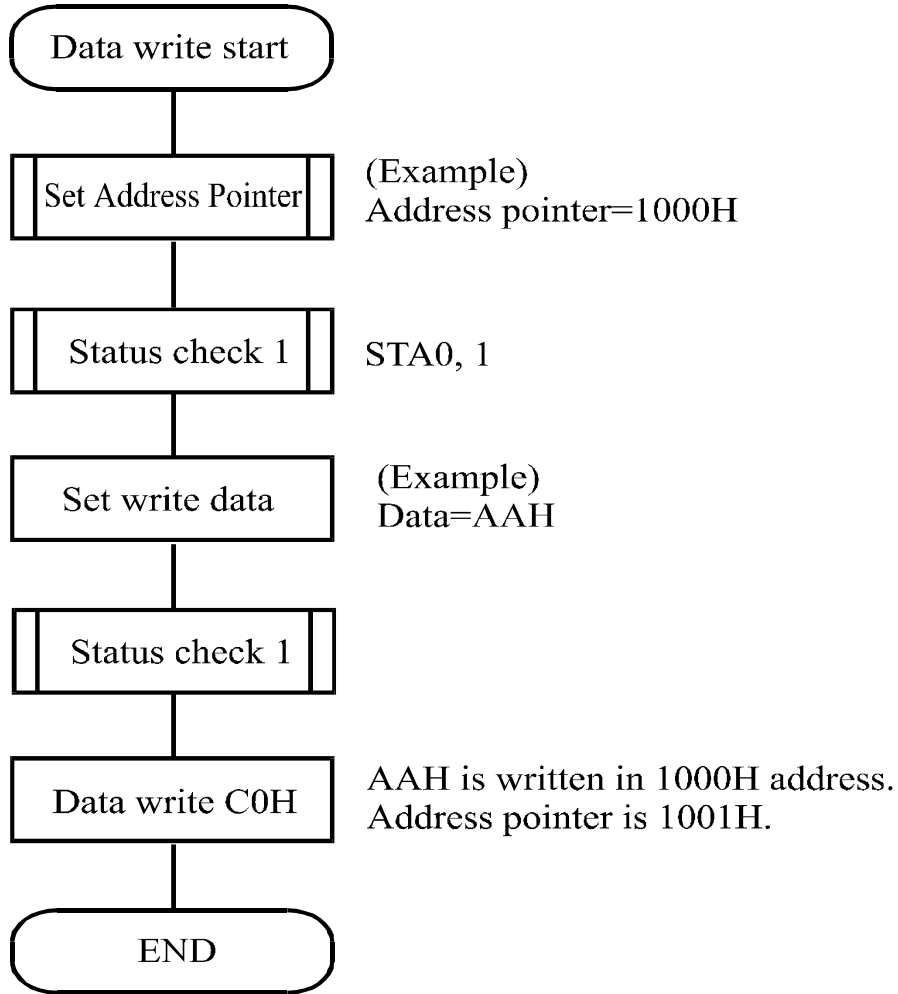 Data write start
Set Address Pointer
(Example)
Address pointer=1000H
Status check 1
STA0, 1
Set write data
(Example)
Data=AAH
Status check 1
Data write C0H
AAH is written in 1000H address.
Address pointer is 1001H.
END